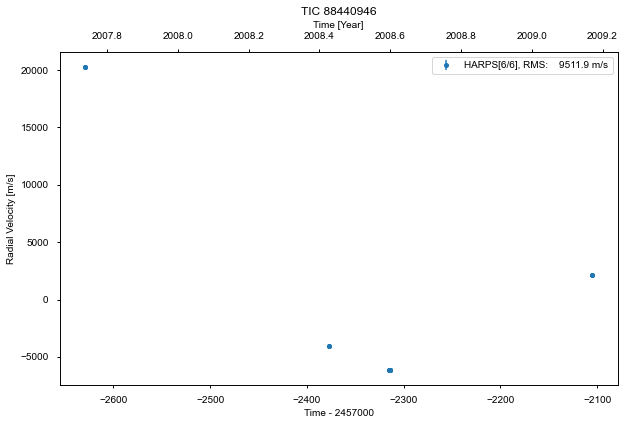 TIC 88440946
Time [Year]
2007.8 2008.0 2008.2 2008.4 2008.6 2008.8 2009.0 2009.2
HARPS[6/6], RMS: 9511.9 m/s
20000
15000
10000
5000
0
−5000
Radial Velocity [m/s]
−2600 −2500 −2400 −2300 −2200 −2100
Time - 2457000